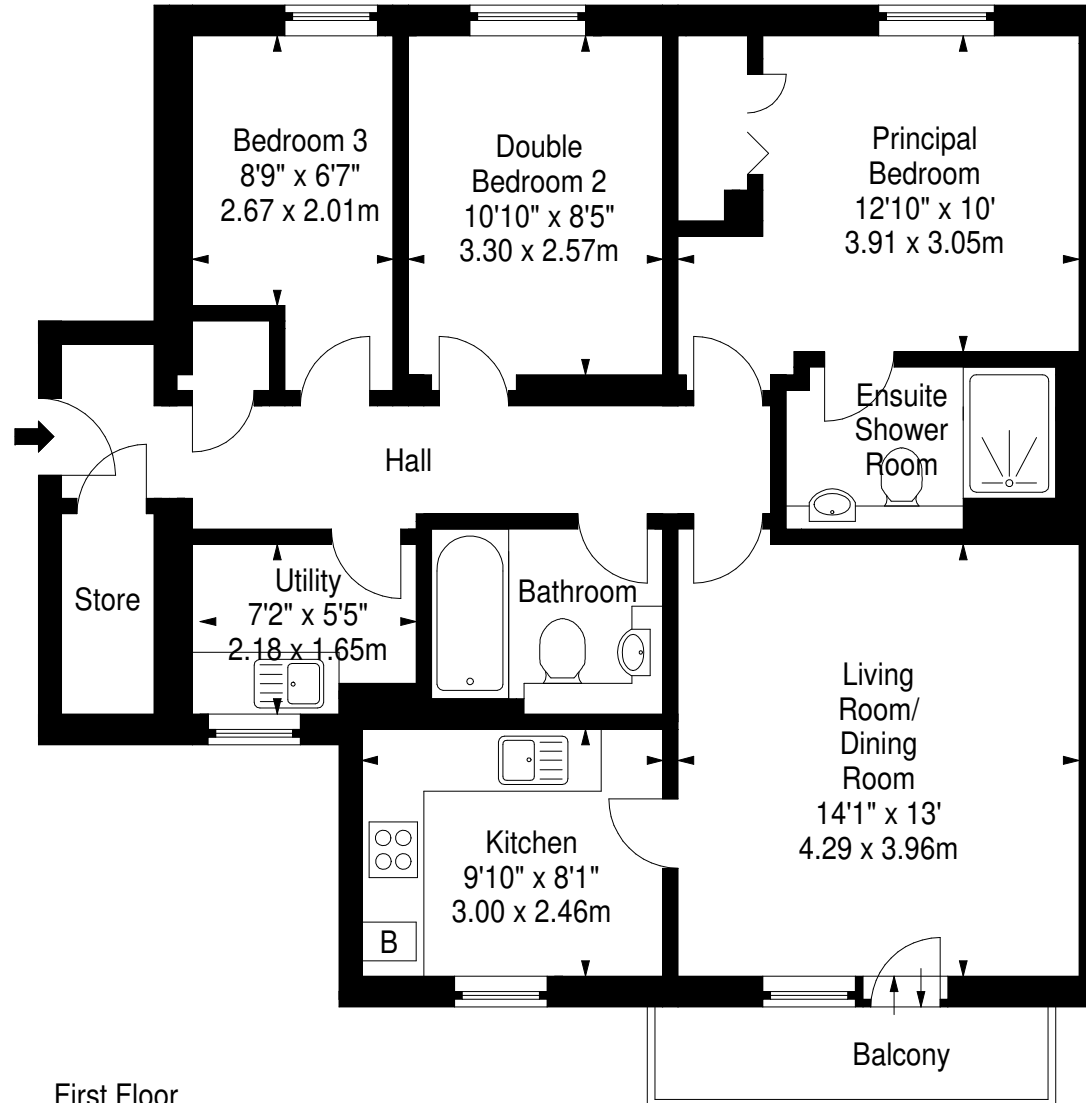 Bedroom 3
8'9" x 6'7"
2.67 x 2.01m
Double
Bedroom 2
10'10" x 8'5"
3.30 x 2.57m
Principal
Bedroom
12'10" x 10'
3.91 x 3.05m
Ensuite
Shower
Room
Hall
Store
Utility
7'2" x 5'5"
2.18 x 1.65m
Bathroom
Living
Room/
Dining
Room
14'1" x 13'
4.29 x 3.96m
Kitchen
9'10" x 8'1"
3.00 x 2.46m
B
Balcony
First Floor